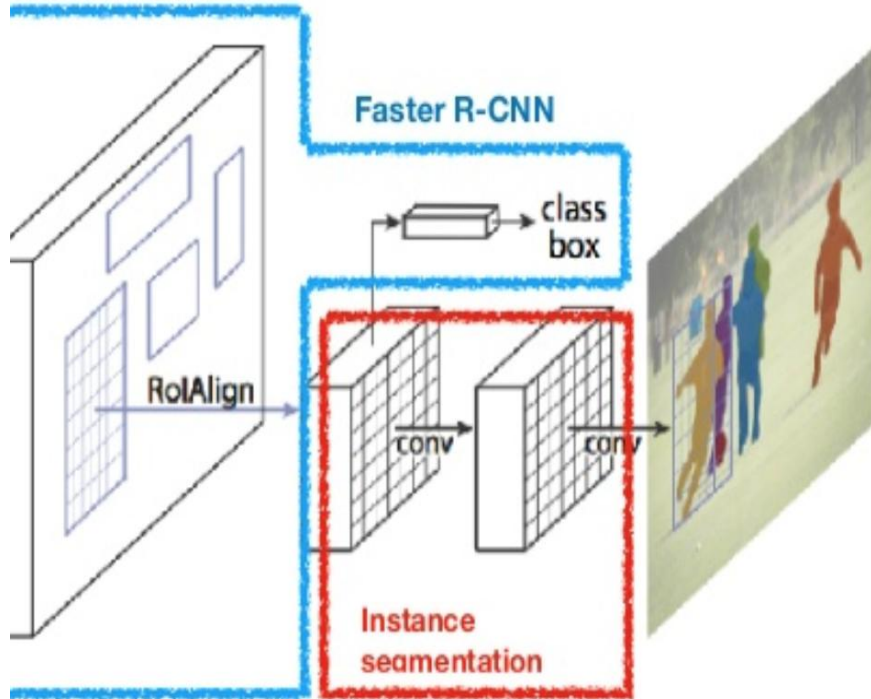 Faster R-CNN
class
box
RoIAlign
conv
conv
Instance
segmentation